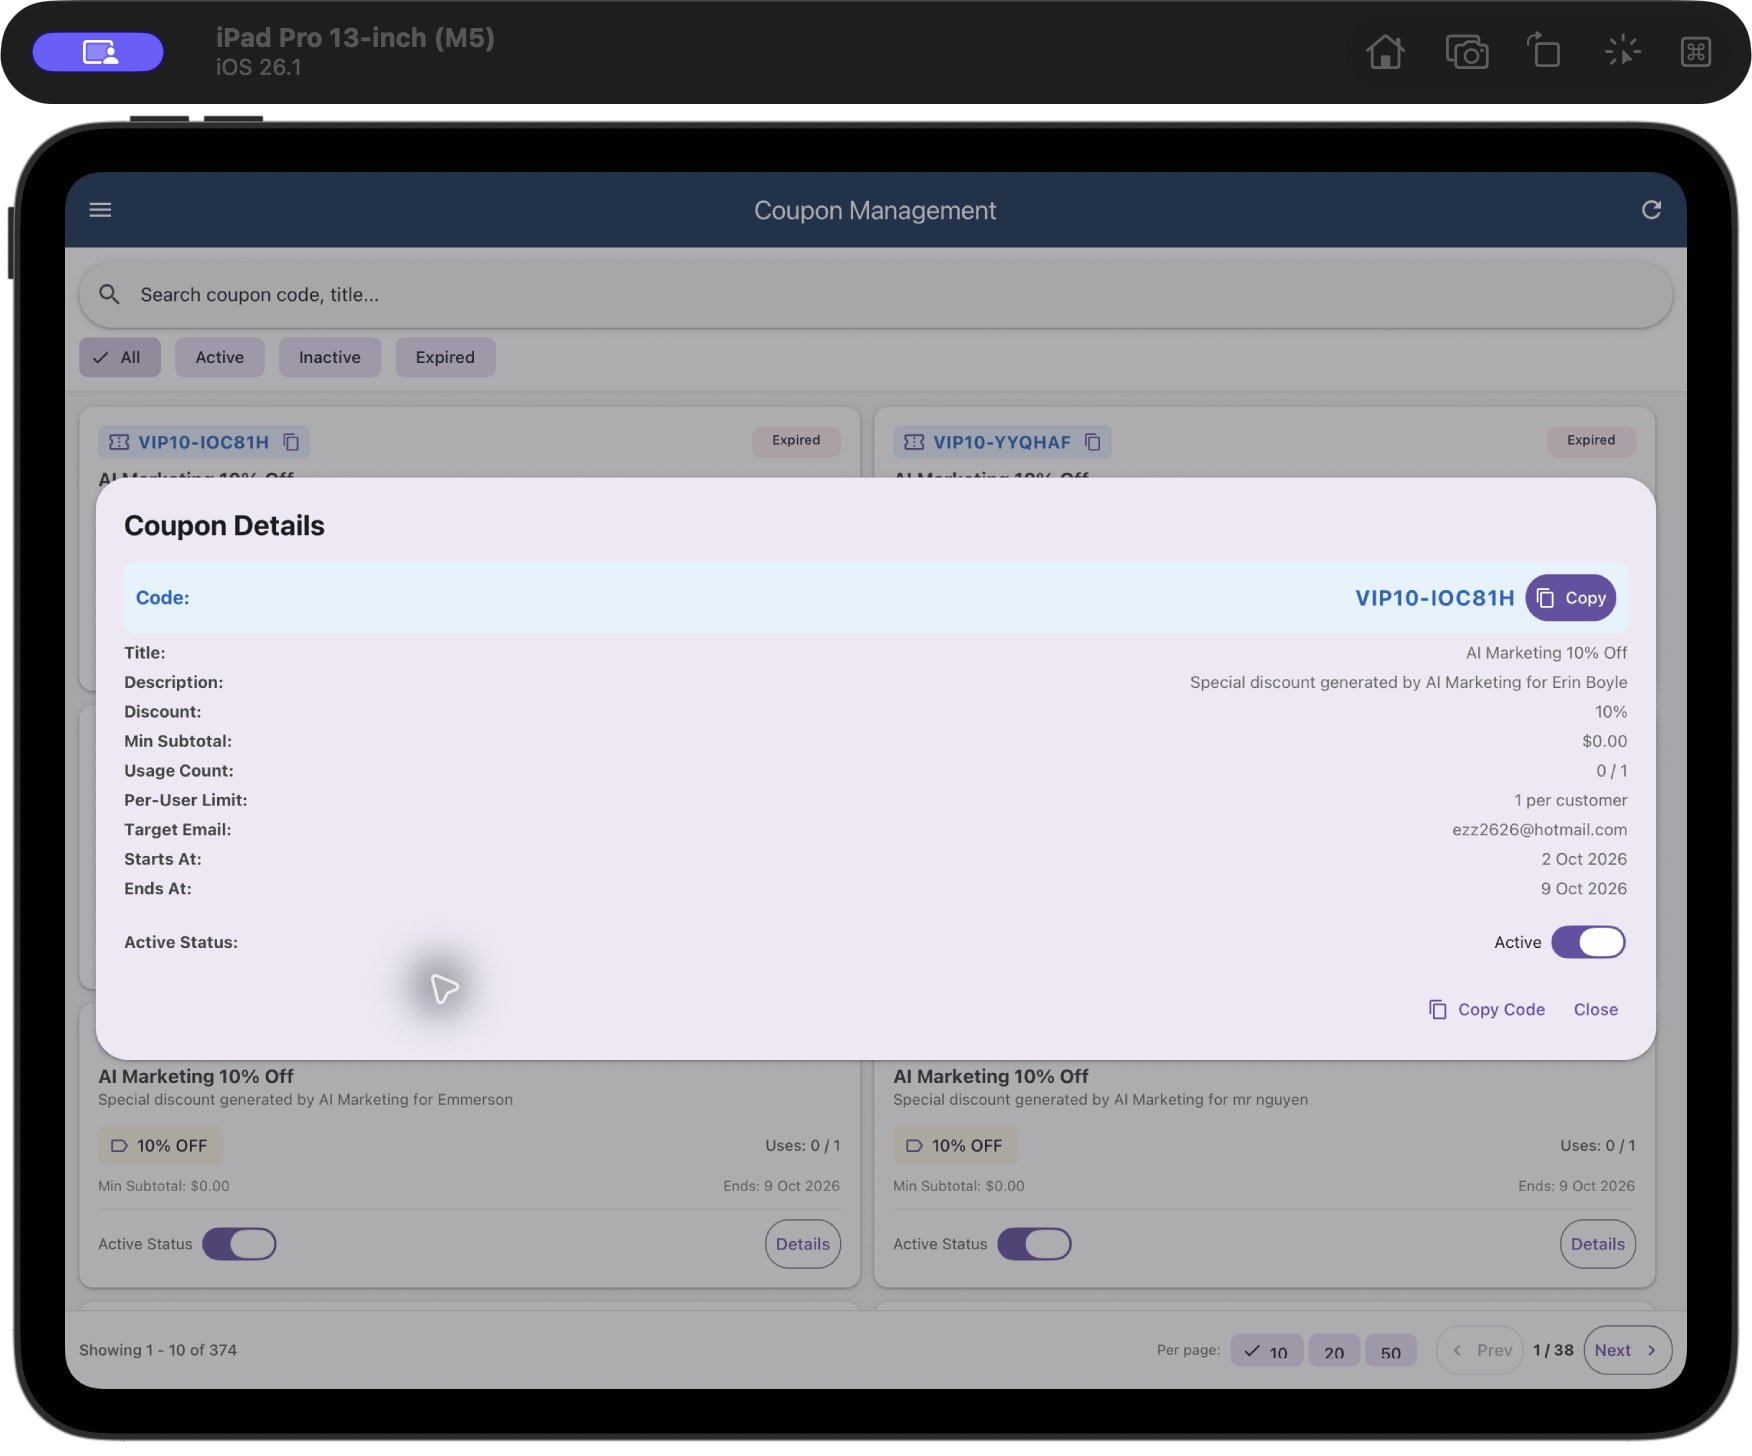 iPad Pro 13-inch (M5)
iOS 26.1
Coupon Management
Search coupon code, title...
All Active Inactive Expired
VIP10-IOC81H Expired
VIP10-YYQHAF Expired
AI Marketing 10% Off
AI Marketing 10% Off
Coupon Details
Code: VIP10-IOC81H Copy
Title: AI Marketing 10% Off
Description: Special discount generated by AI Marketing for Erin Boyle
Discount: 10%
Min Subtotal: $0.00
Usage Count: 0 / 1
Per-User Limit: 1 per customer
Target Email: ezz2626@hotmail.com
Starts At: 2 Oct 2026
Ends At: 9 Oct 2026
Active Status: Active
Copy Code Close
AI Marketing 10% Off
Special discount generated by AI Marketing for Emmerson
10% OFF Uses: 0 / 1
Min Subtotal: $0.00 Ends: 9 Oct 2026
Active Status Details
AI Marketing 10% Off
Special discount generated by AI Marketing for mr nguyen
10% OFF Uses: 0 / 1
Min Subtotal: $0.00 Ends: 9 Oct 2026
Active Status Details
Showing 1 - 10 of 374 Per page: 10 20 50 Prev 1 / 38 Next